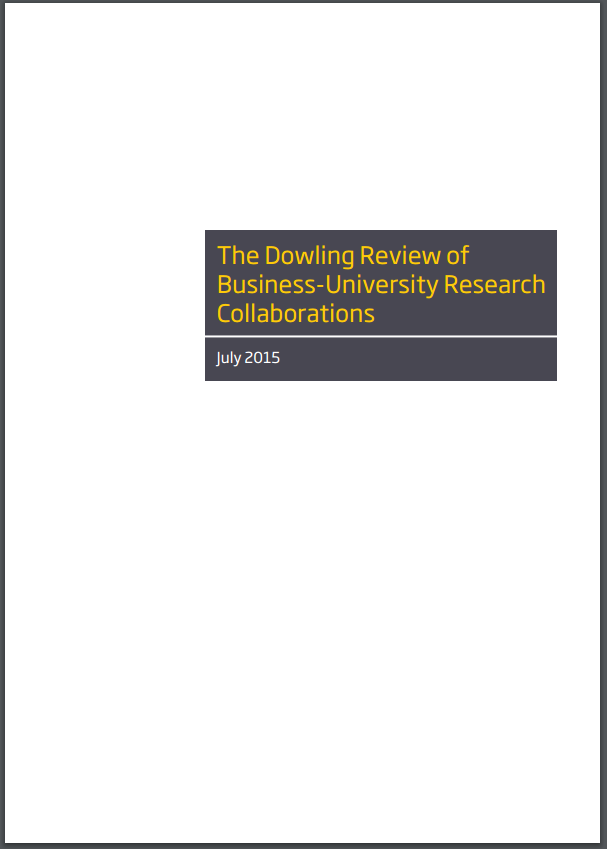 The Dowling Review of
Business-University Research
Collaborations
July 2015